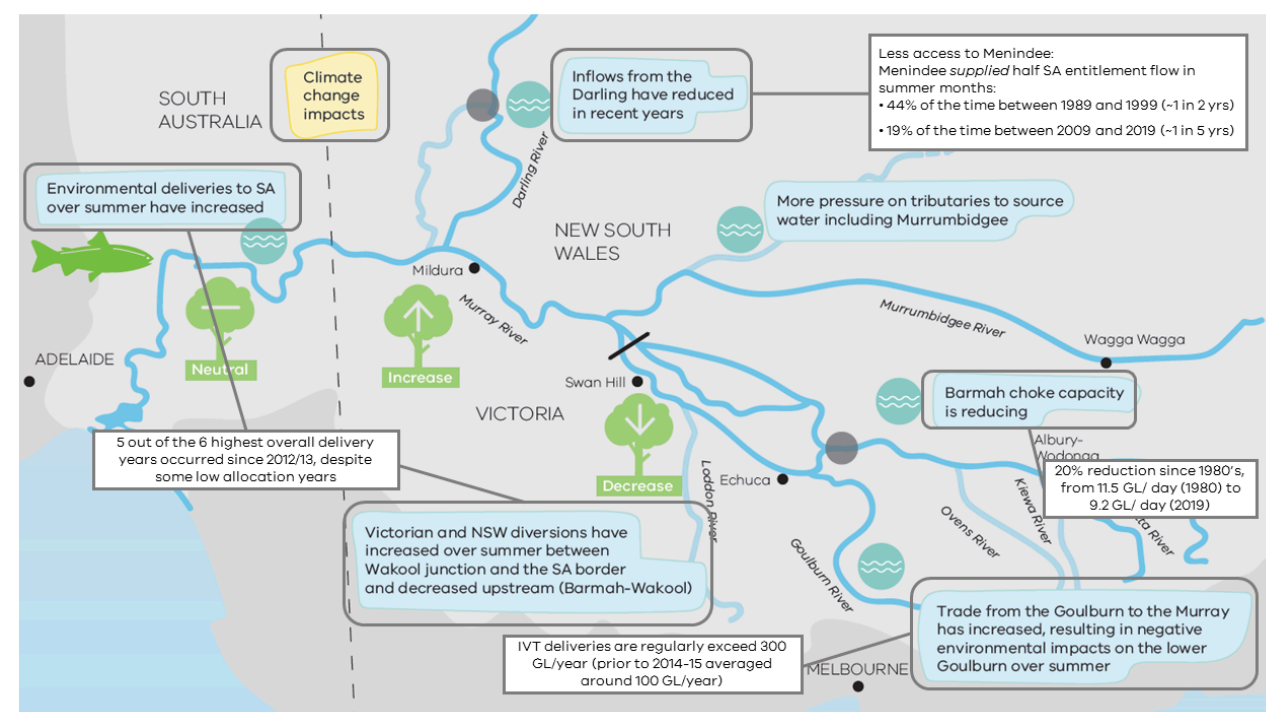 SOUTH
AUSTRALIA
Climate
change
impacts
Inflows from the
Darling have reduced
in recent years
Less access to Menindee:
Menindee supplied half SA entitlement flow in
summer months:
• 44% of the time between 1989 and 1999 (~1 in 2 yrs)
• 19% of the time between 2009 and 2019 (~1 in 5 yrs)
Environmental deliveries to SA
over summer have increased
Darling River
More pressure on tributaries to source
water including Murrumbidgee
NEW SOUTH
WALES
Mildura
Murray River
Murrumbidgee River
Wagga Wagga
ADELAIDE
Neutral
Increase
Swan Hill
VICTORIA
Barmah choke capacity
is reducing
5 out of the 6 highest overall delivery
years occurred since 2012/13, despite
some low allocation years
Decrease
Loddon River
Echuca
Albury-
Wodonga
20% reduction since 1980's,
from 11.5 GL/ day (1980) to
9.2 GL/ day (2019)
Kiewa River
Ovens River
River
Goulburn River
Victorian and NSW diversions have
increased over summer between
Wakool junction and the SA border
and decreased upstream (Barmah-Wakool)
Trade from the Goulburn to the Murray
has increased, resulting in negative
environmental impacts on the lower
Goulburn over summer
IVT deliveries are regularly exceed 300
GL/year (prior to 2014-15 averaged
around 100 GL/year)
MELBOURNE